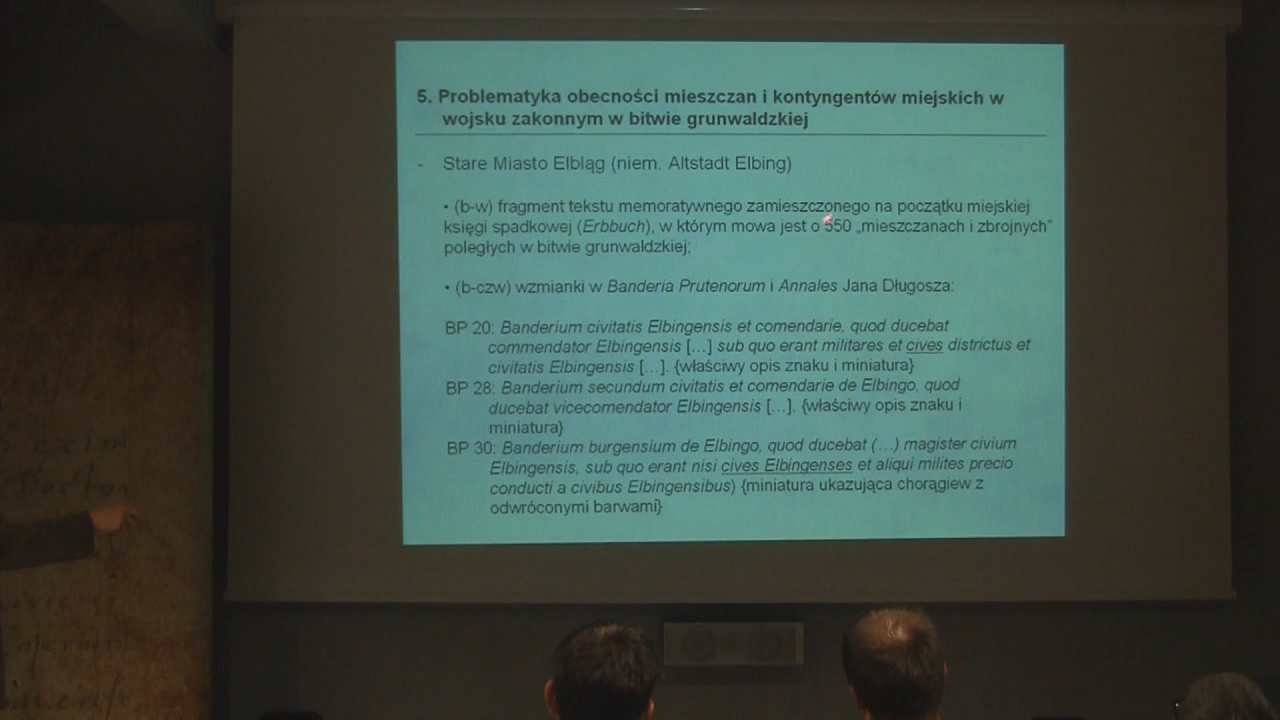 5. Problematyka obecności mieszczan i kontyngentów miejskich w
wojsku zakonnym w bitwie grunwaldzkiej
- Stare Miasto Elbląg (niem. Altstadt Elbing)
• (b-w) fragment tekstu memoratywnego zamieszczonego na początku miejskiej
księgi spadkowej (Erbbuch), w którym mowa jest o 550 „mieszczanach i zbrojnych”
poległych w bitwie grunwaldzkiej;
• (b-czw) wzmianki w Banderia Prutenorum i Annales Jana Długosza:
BP 20: Banderium civitatis Elbingensis et comendarie, quod ducebat
commendator Elbingensis [...] sub quo erant militares et cives districtus et
civitatis Elbingensis [...]. {właściwy opis znaku i miniatura}
BP 28: Banderium secundum civitatis et comendarie de Elbingo, quod
ducebat vicecomendator Elbingensis [...]. {właściwy opis znaku i
miniatura}
BP 30: Banderium burgensium de Elbingo, quod ducebat (...) magister civium
Elbingensis, sub quo erant nisi cives Elbingenses et aliqui milites precio
conducti a civibus Elbingensibus) {miniatura ukazująca chorągiew z
odwróconymi barwami}